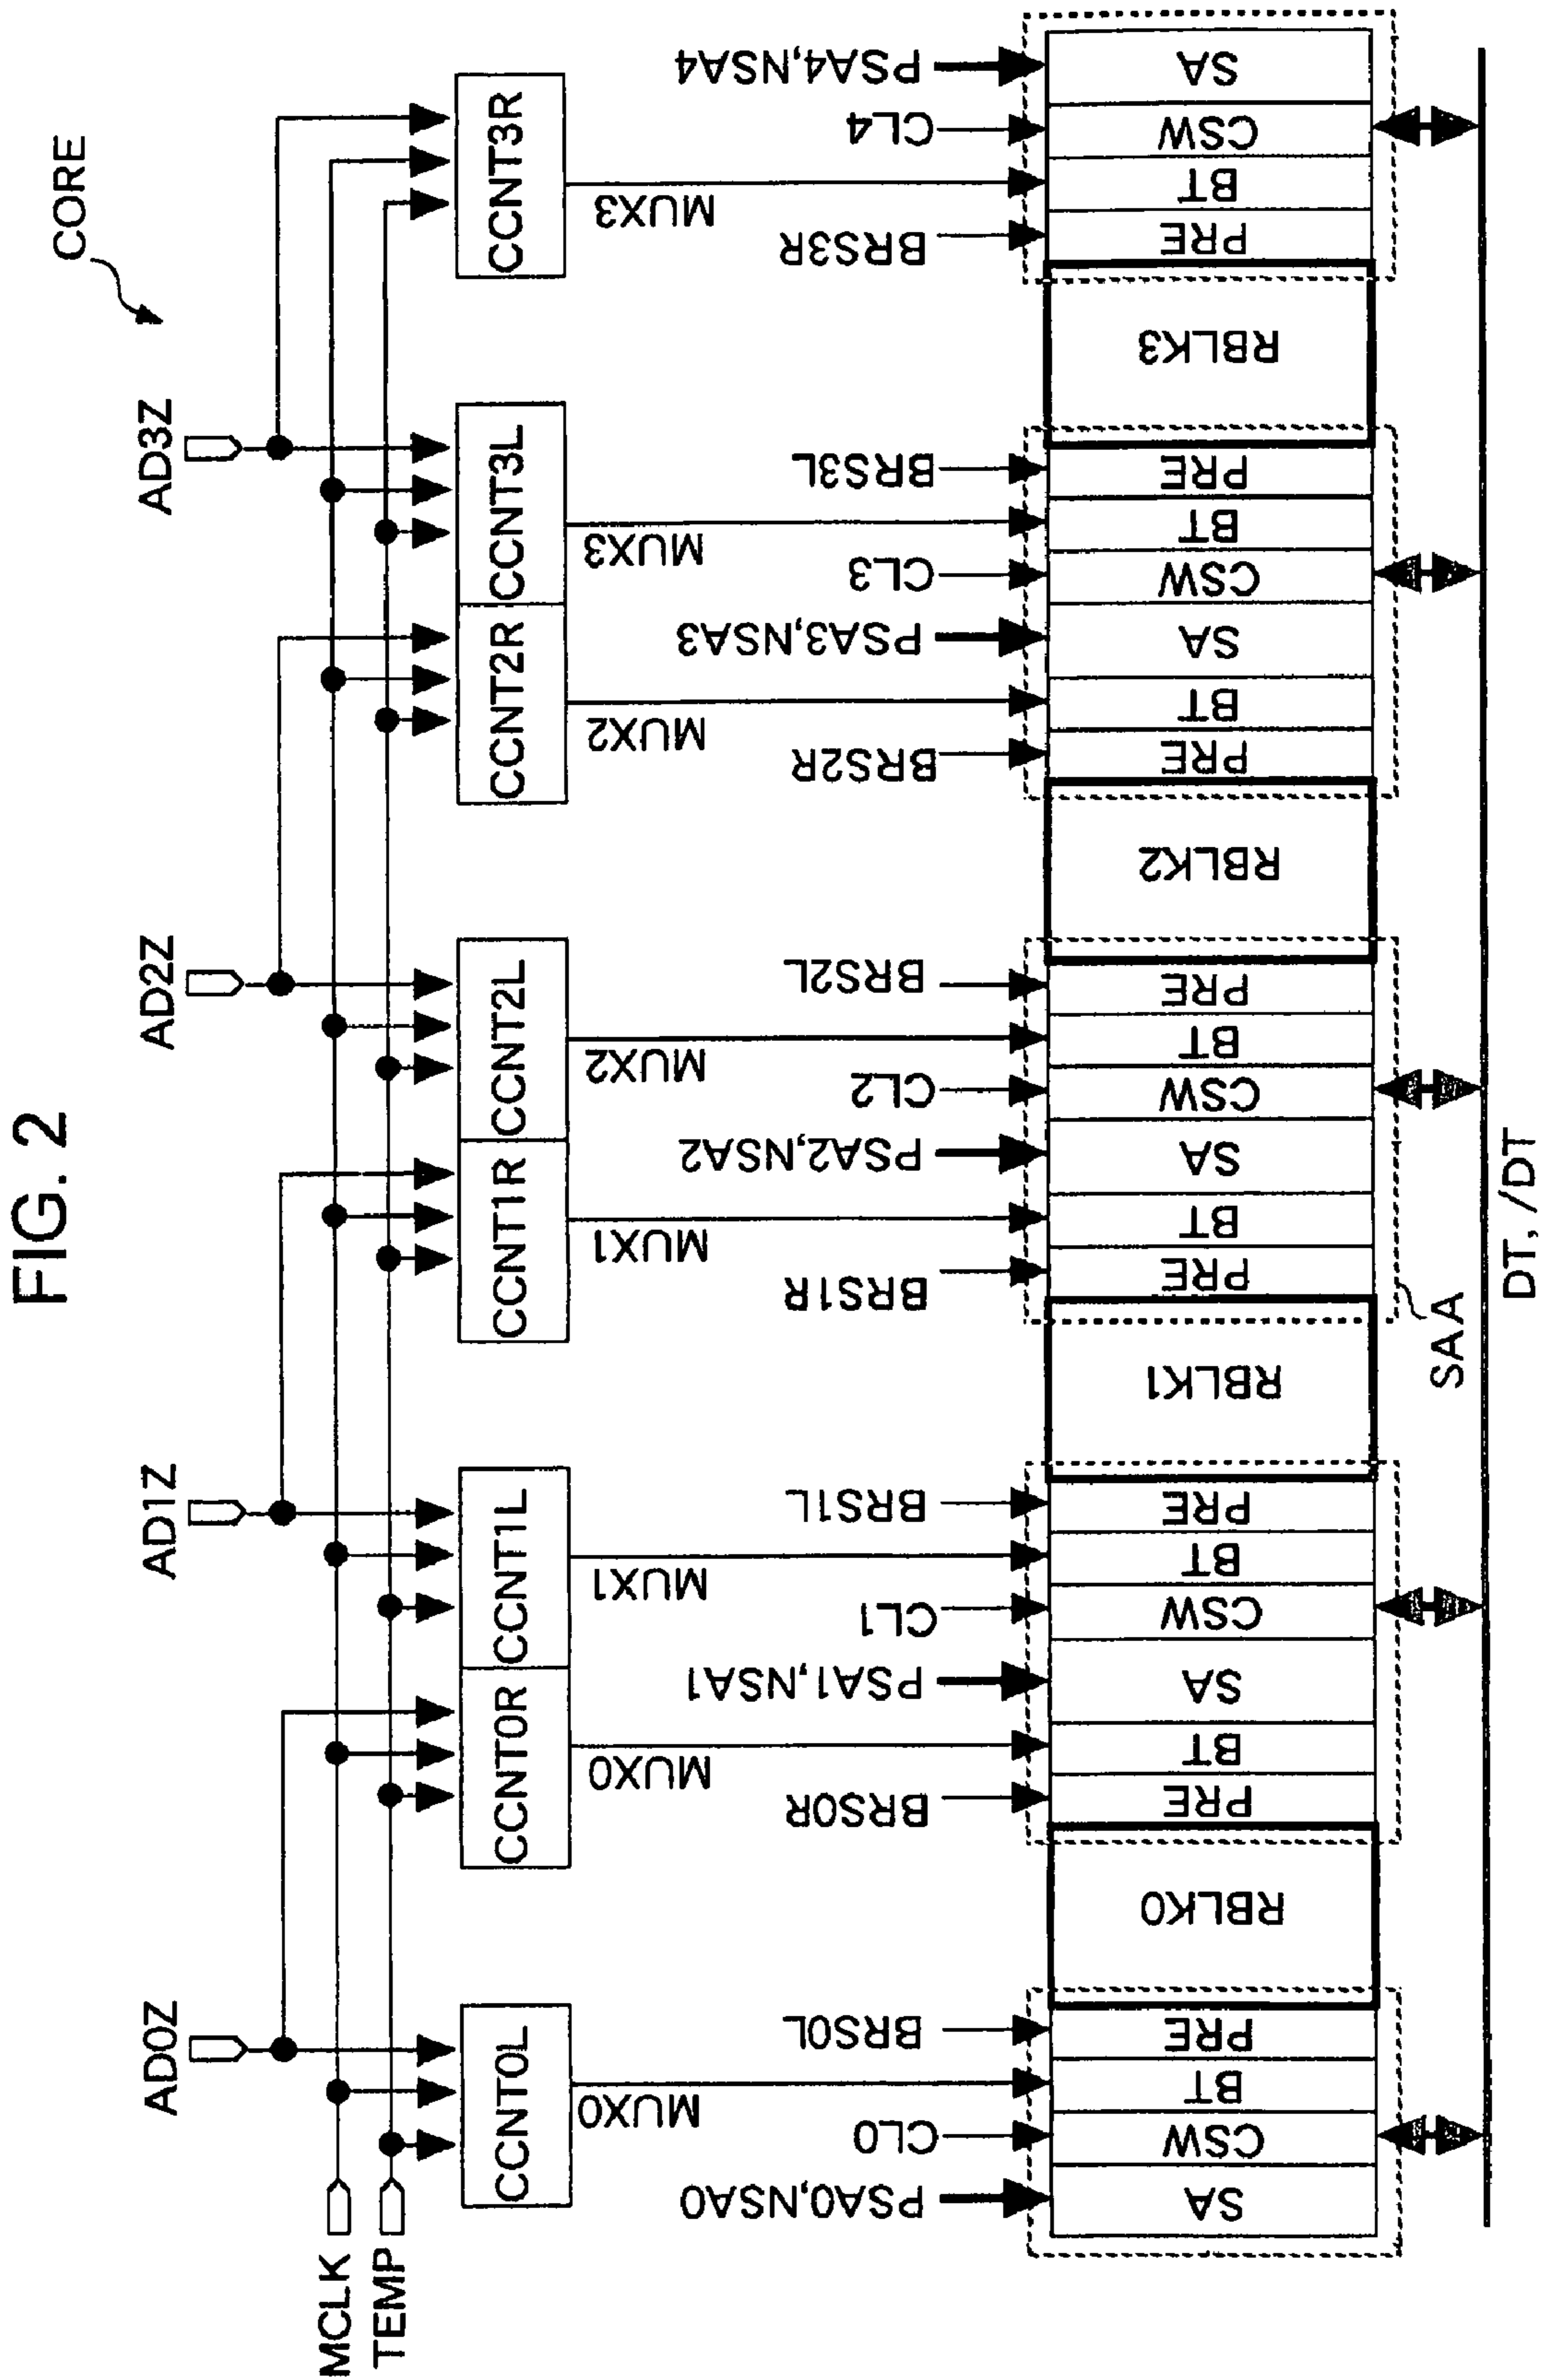 FIG. 2
CORE
AD0Z
AD1Z
AD2Z
AD3Z
MCLK
TEMP
CCNT0L
CCNT0R
CCNT1L
CCNT1R
CCNT2L
CCNT2R
CCNT3L
CCNT3R
MUX0
MUX0
MUX1
MUX1
MUX2
MUX2
MUX3
MUX3
PSA0,NSA0
CL0
BRS0L
BRS0R
PSA1,NSA1
CL1
BRS1L
BRS1R
PSA2,NSA2
CL2
BRS2L
BRS2R
PSA3,NSA3
CL3
BRS3L
BRS3R
CL4
PSA4,NSA4
SA
CSW
BT
PRE
RBLK0
PRE
BT
SA
CSW
BT
PRE
RBLK1
PRE
BT
SA
CSW
BT
PRE
RBLK2
PRE
BT
SA
CSW
BT
PRE
RBLK3
PRE
BT
CSW
SA
SAA
DT, /DT